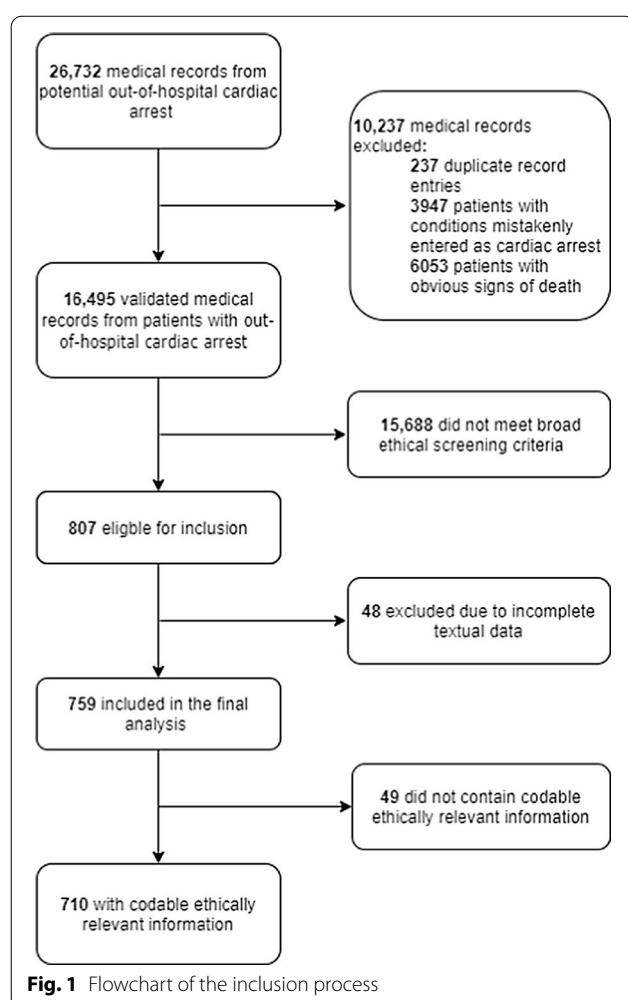 26,732 medical records from
potential out-of-hospital cardiac
arrest
10,237 medical records
excluded:
237 duplicate record
entries
3947 patients with
conditions mistakenly
entered as cardiac arrest
6053 patients with
obvious signs of death
16,495 validated medical
records from patients with out-
of-hospital cardiac arrest
15,688 did not meet broad
ethical screening criteria
807 eligble for inclusion
48 excluded due to incomplete
textual data
759 included in the final
analysis
49 did not contain codable
ethically relevant information
710 with codable ethically
relevant information
Fig. 1 Flowchart of the inclusion process